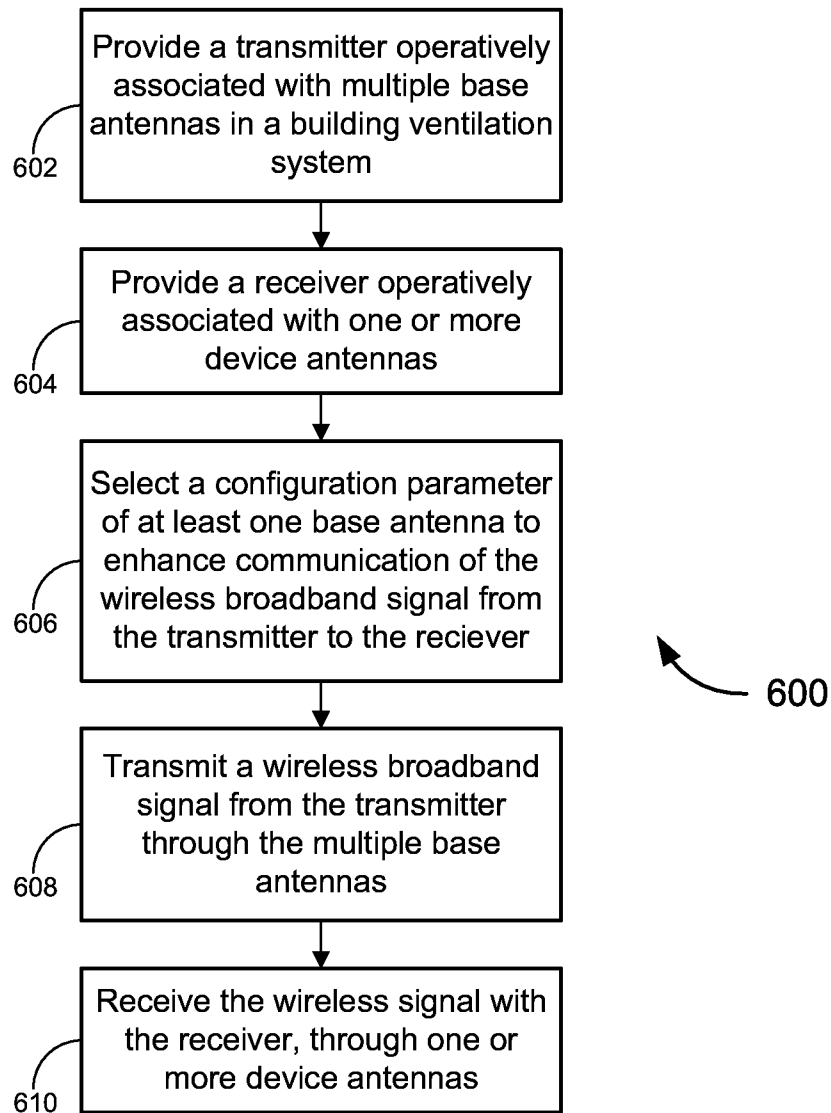 Provide a transmitter operatively
associated with multiple base
antennas in a building ventilation
system
602
Provide a receiver operatively
associated with one or more
device antennas
604
Select a configuration parameter
of at least one base antenna to
enhance communication of the
wireless broadband signal from
the transmitter to the reciever
606
600
Transmit a wireless broadband
signal from the transmitter
through the multiple base
antennas
608
Receive the wireless signal with
the receiver, through one or
more device antennas
610